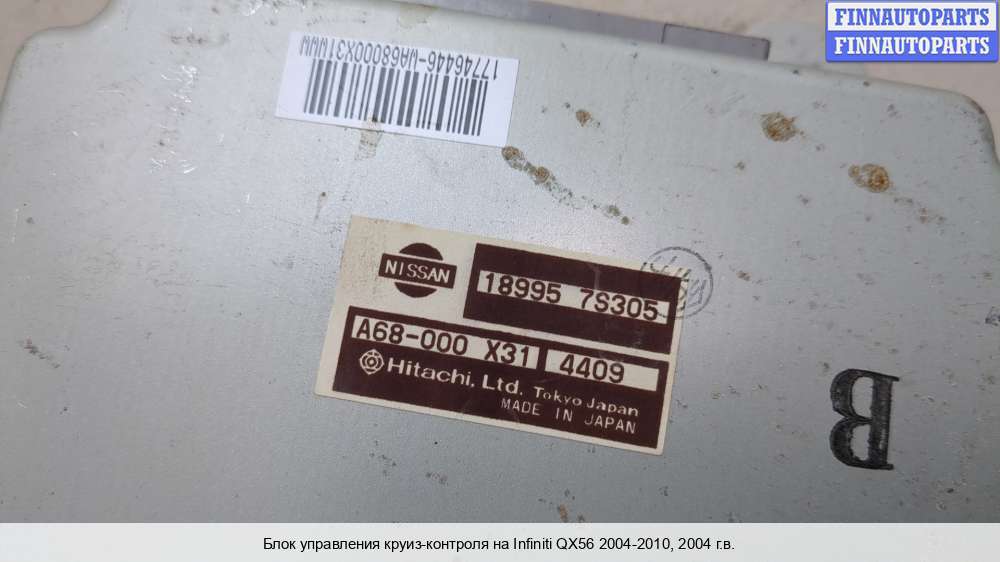 FINNAUTOPARTS
FINNAUTOPARTS
17746446-WA68000X31WW
NISSAN
18995 7S305
A68-000 X31
4409
Hitachi, Ltd. Tokyo Japan
MADE IN JAPAN
B
Блок управления круиз-контроля на Infiniti QX56 2004-2010, 2004 г.в.